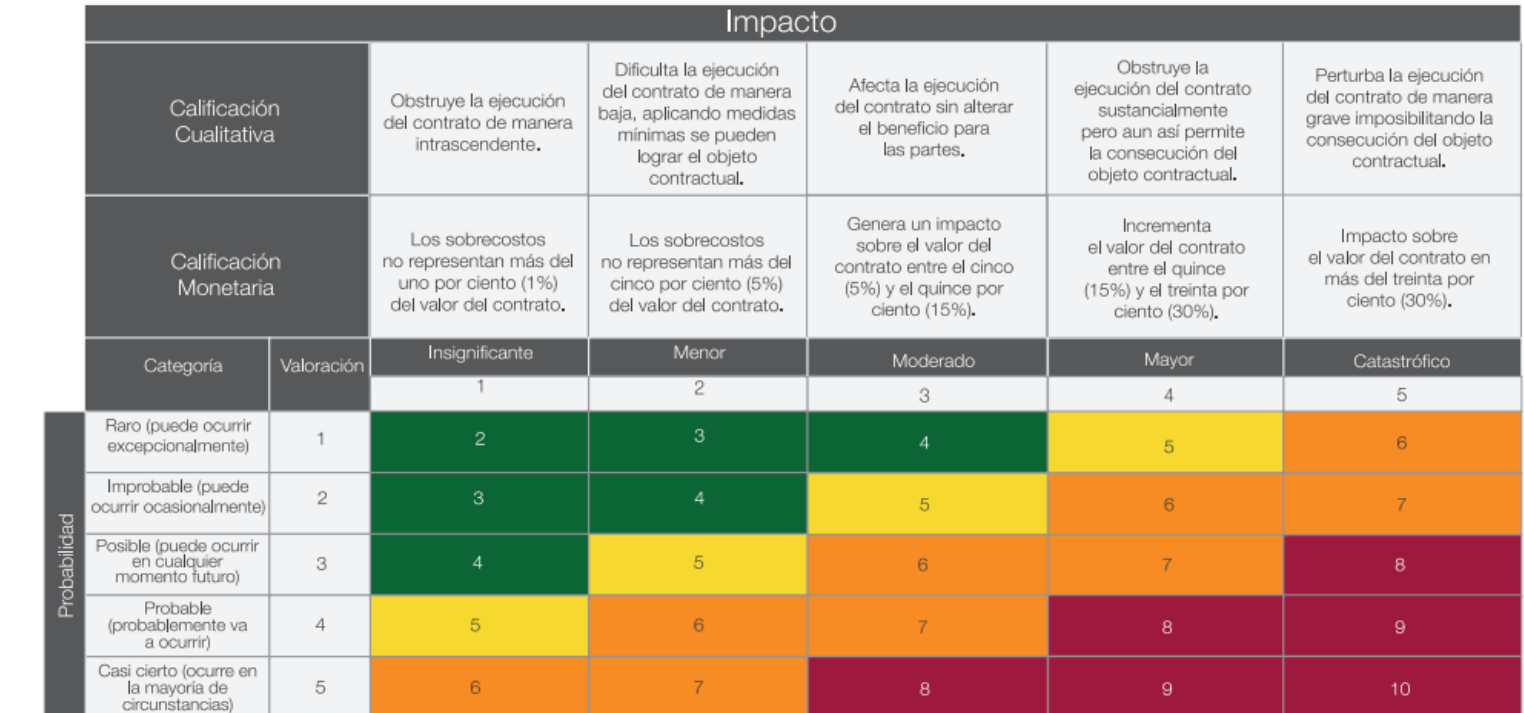 Impacto
Calificación
Cualitativa
Obstruye la ejecución
del contrato de manera
intrascendente.
Dificulta la ejecución
del contrato de manera
baja, aplicando medidas
mínimas se pueden
lograr el objeto
contractual.
Afecta la ejecución
del contrato sin alterar
el beneficio para
las partes.
Obstruye la
ejecución del contrato
sustancialmente
pero aun así permite
la consecución del
objeto contractual.
Perturba la ejecución
del contrato de manera
grave imposibilitando la
consecución del objeto
contractual.
Calificación
Monetaria
Los sobrecostos
no representan más del
uno por ciento (1%)
del valor del contrato.
Los sobrecostos
no representan más del
cinco por ciento (5%)
del valor del contrato.
Genera un impacto
sobre el valor del
contrato entre el cinco
(5%) y el quince por
ciento (15%).
Incrementa
el valor del contrato
entre el quince
(15%) y el treinta por
ciento (30%).
Impacto sobre
el valor del contrato en
más del treinta por
ciento (30%).
Categoría
Valoración
Insignificante
Menor
Moderado
Mayor
Catastrófico
1
2
3
4
5
Probabilidad
Raro (puede ocurrir
excepcionalmente)
1
2
3
4
5
6
Improbable (puede
ocurrir ocasionalmente)
2
3
4
5
6
7
Posible (puede ocurrir
en cualquier
momento futuro)
3
4
5
6
7
8
Probable
(probablemente va
a ocurrir)
4
5
6
7
8
9
Casi cierto (ocurre en
la mayoría de
circunstancias)
5
6
7
8
9
10